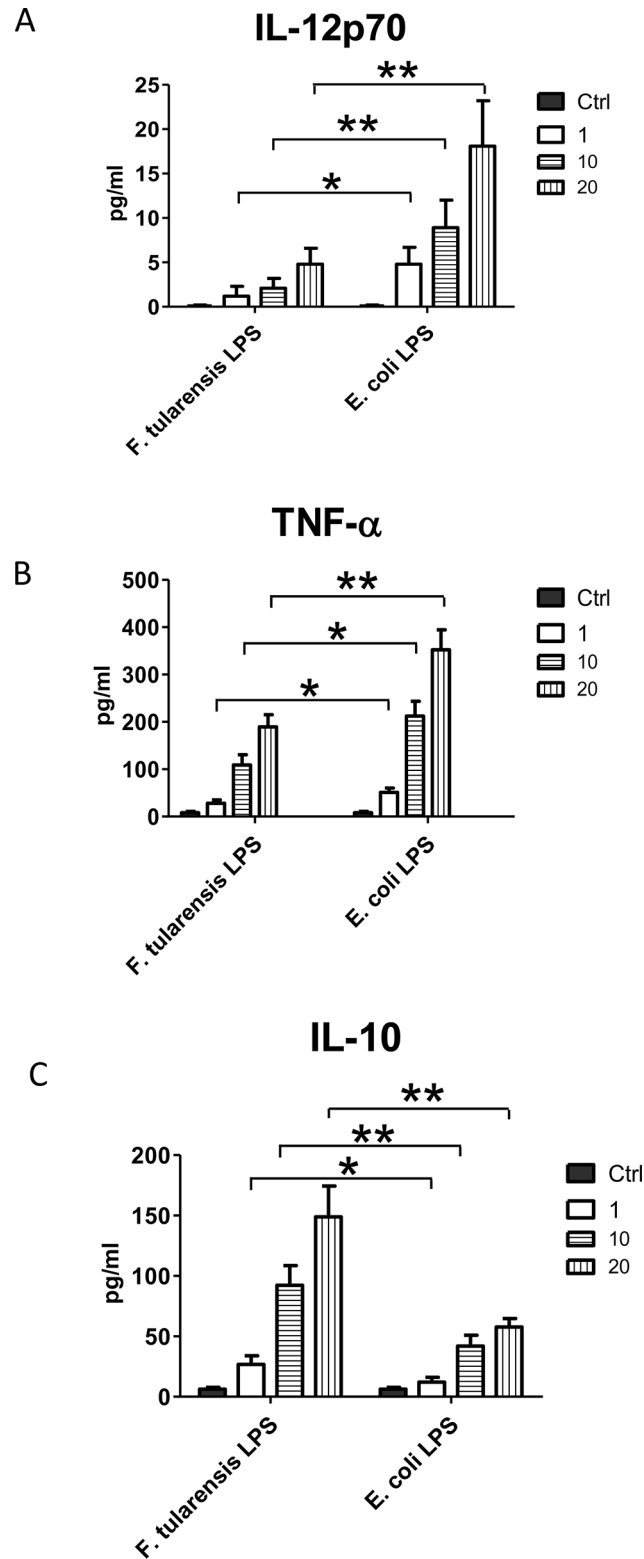 A
IL-12p70
pg/ml
25
20
15
10
5
0
**
**
*
Ctrl
1
10
20
F. tularensis LPS
E. coli LPS
B
TNF-α
pg/ml
500
400
300
200
100
0
**
*
*
Ctrl
1
10
20
F. tularensis LPS
E. coli LPS
C
IL-10
pg/ml
200
150
100
50
0
**
**
*
Ctrl
1
10
20
F. tularensis LPS
E. coli LPS